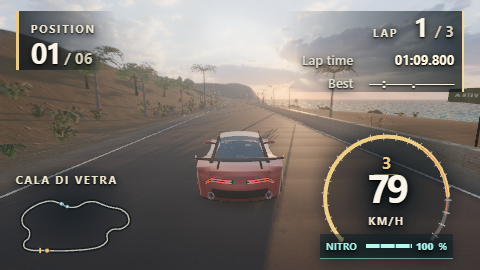 POSITION
01 / 06
LAP 1 / 3
Lap time 01:09.800
Best --:--.---
CALA DI VETRA
3
79
KM/H
NITRO 100 %